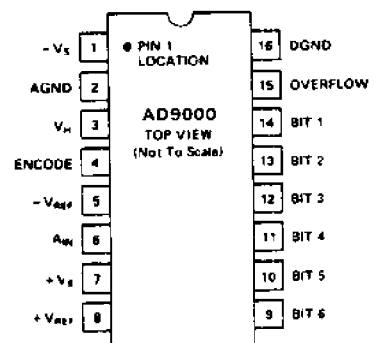 -VS 1 ● PIN 1 LOCATION 16 DGND
AGND 2 15 OVERFLOW
VH 3 AD9000 14 BIT 1
TOP VIEW
ENCODE 4 (Not To Scale) 13 BIT 2
-VREF 5 12 BIT 3
AIN 6 11 BIT 4
+VS 7 10 BIT 5
+VREF 8 9 BIT 6